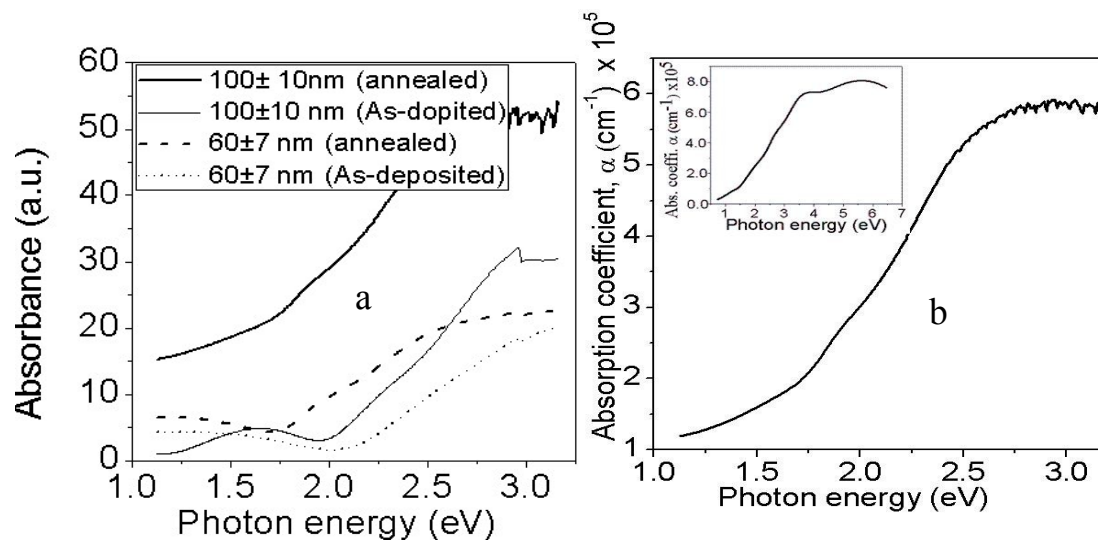 60
50
40
30
20
10
0
Absorbance (a.u.)
100± 10nm (annealed)
100±10 nm (As-dopited)
60±7 nm (annealed)
60±7 nm (As-deposited)
a
1.0 1.5 2.0 2.5 3.0
Photon energy (eV)
Absorption coefficient, α (cm⁻¹) x 10⁵
6
5
4
3
2
1
Abs. coeffi. α (cm⁻¹) x10⁵
8.0
6.0
4.0
2.0
0.0
1 2 3 4 5 6 7
Photon energy (eV)
b
1.0 1.5 2.0 2.5 3.0
Photon energy (eV)